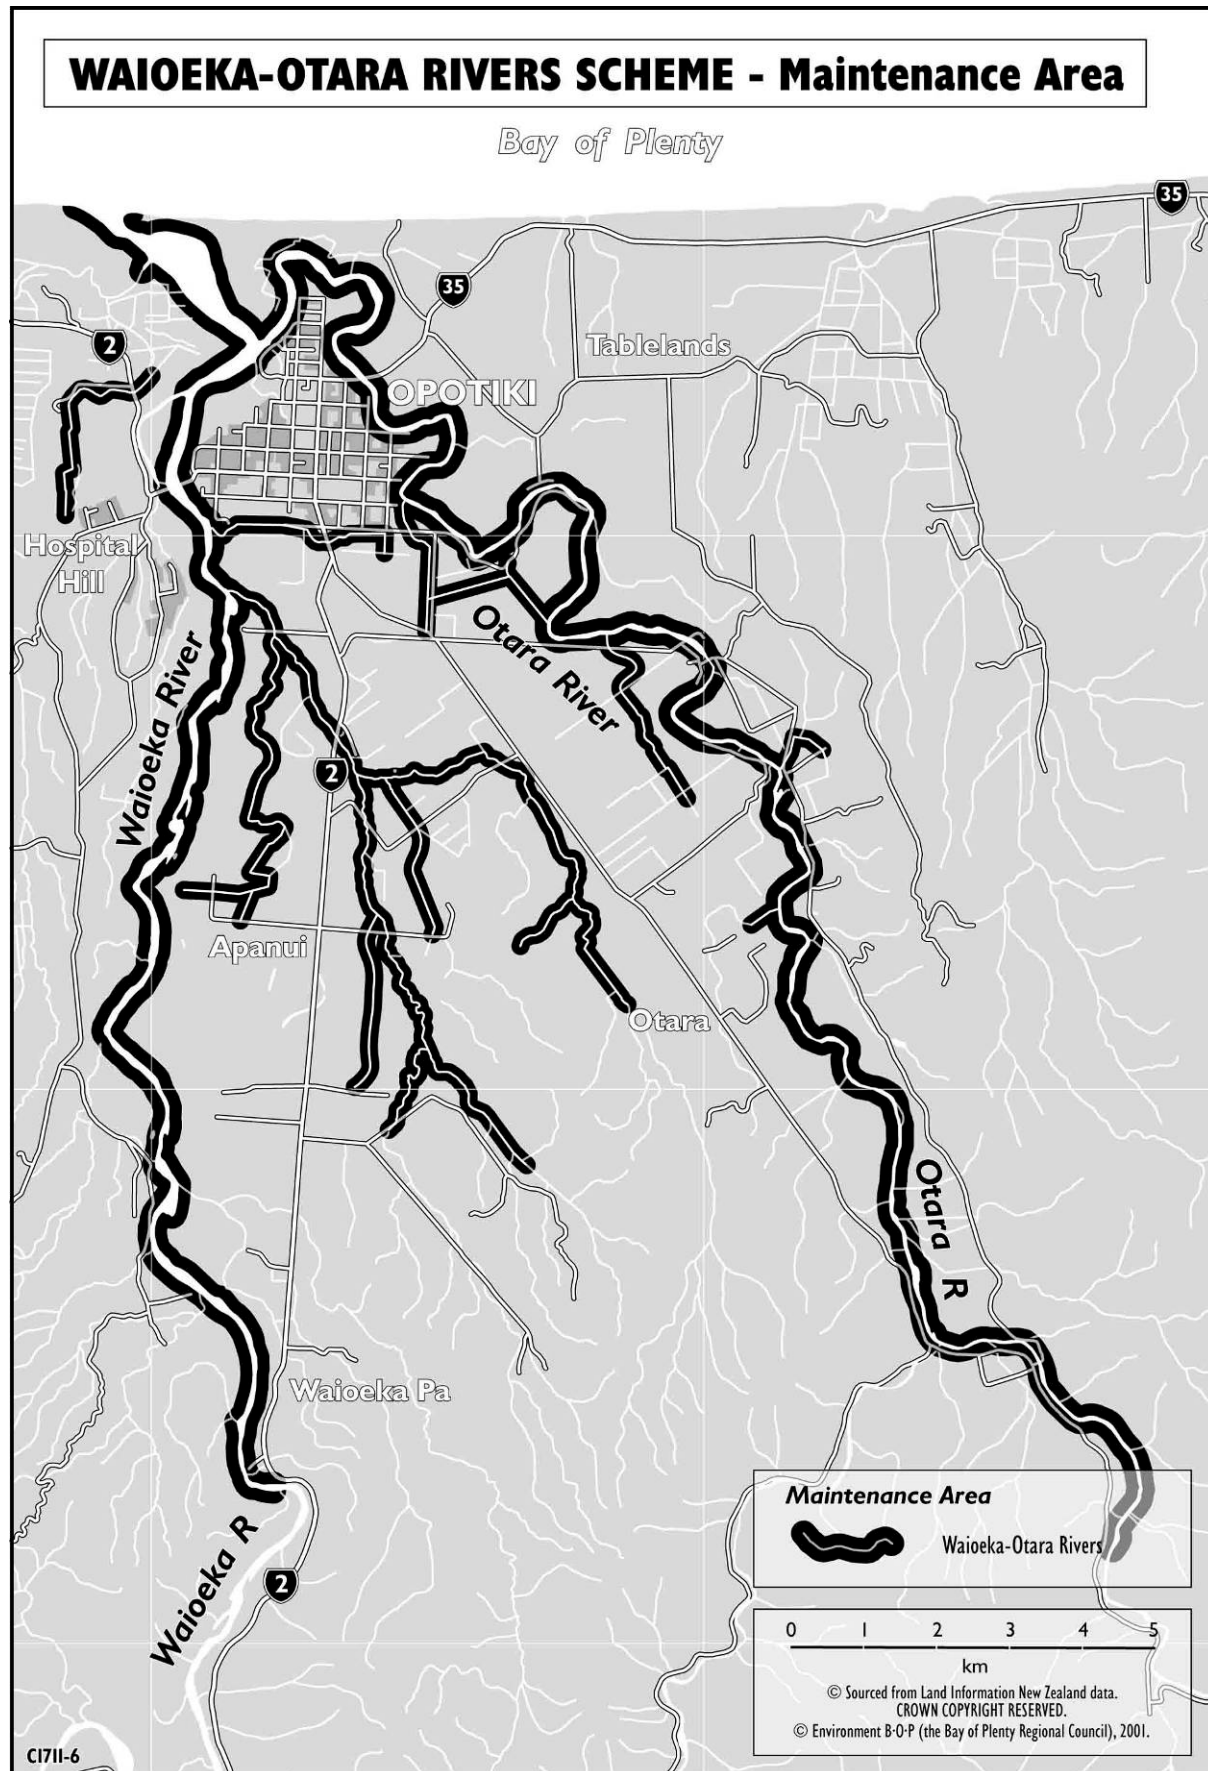 WAIOEKA-OTARA RIVERS SCHEME - Maintenance Area
Bay of Plenty
35
35
2
Tablelands
OPOTIKI
Hospital
Hill
Otara River
Waioeka River
2
Apanui
Otara
Otara R
Waioeka Pa
Waioeka R
2
Maintenance Area
Waioeka-Otara Rivers
0 1 2 3 4 5
km
© Sourced from Land Information New Zealand data.
CROWN COPYRIGHT RESERVED.
© Environment B·O·P (the Bay of Plenty Regional Council), 2001.
CI711-6